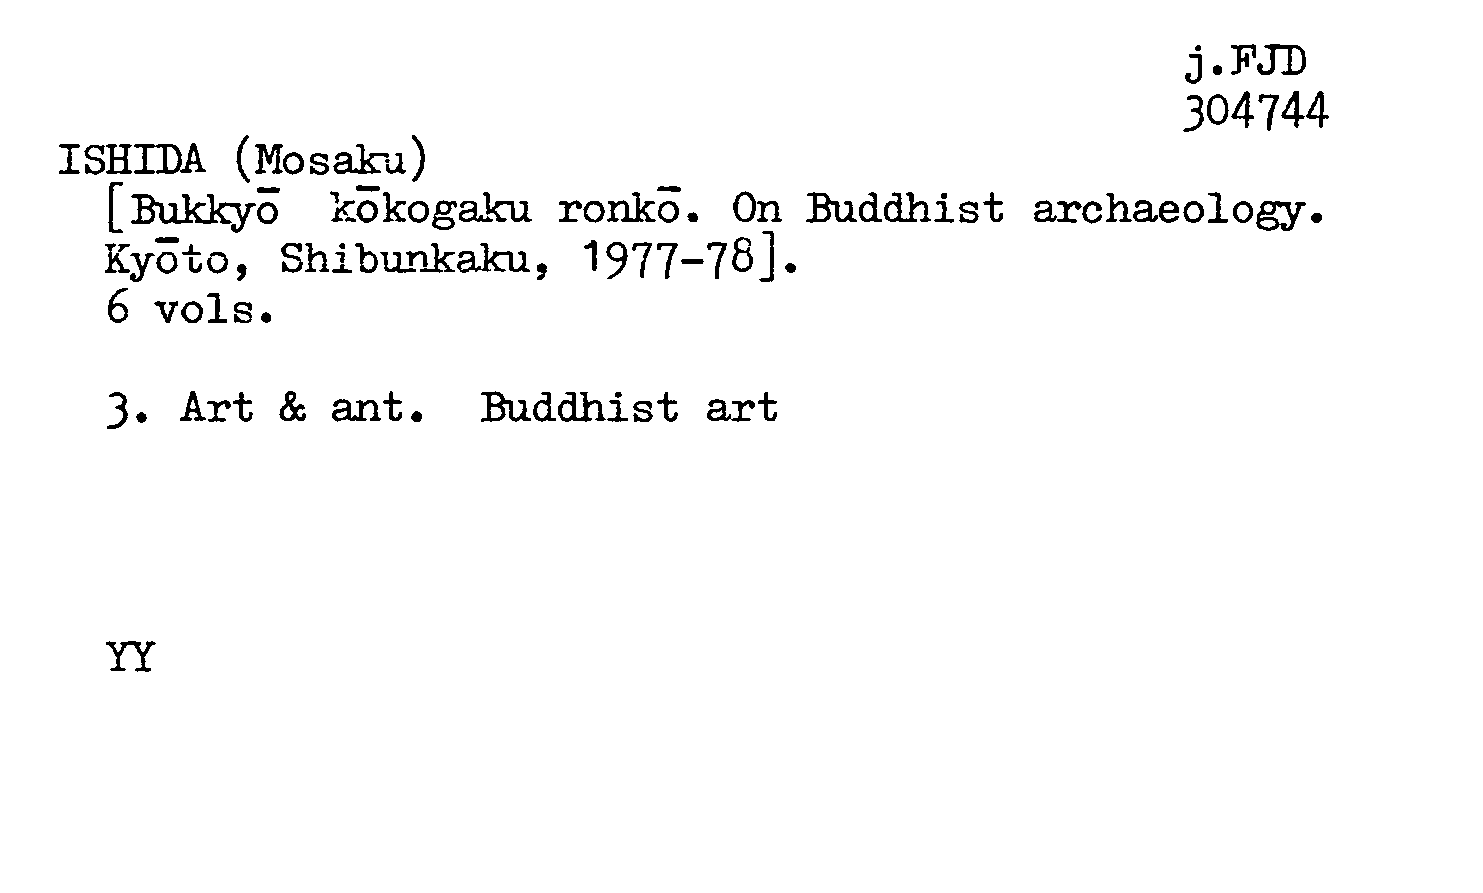 j.FJD
304744
ISHIDA (Mosaku)
[Bukkyō kōkogaku ronkō. On Buddhist archaeology.
Kyōto, Shibunkaku, 1977-78].
6 vols.
3. Art & ant. Buddhist art
YY